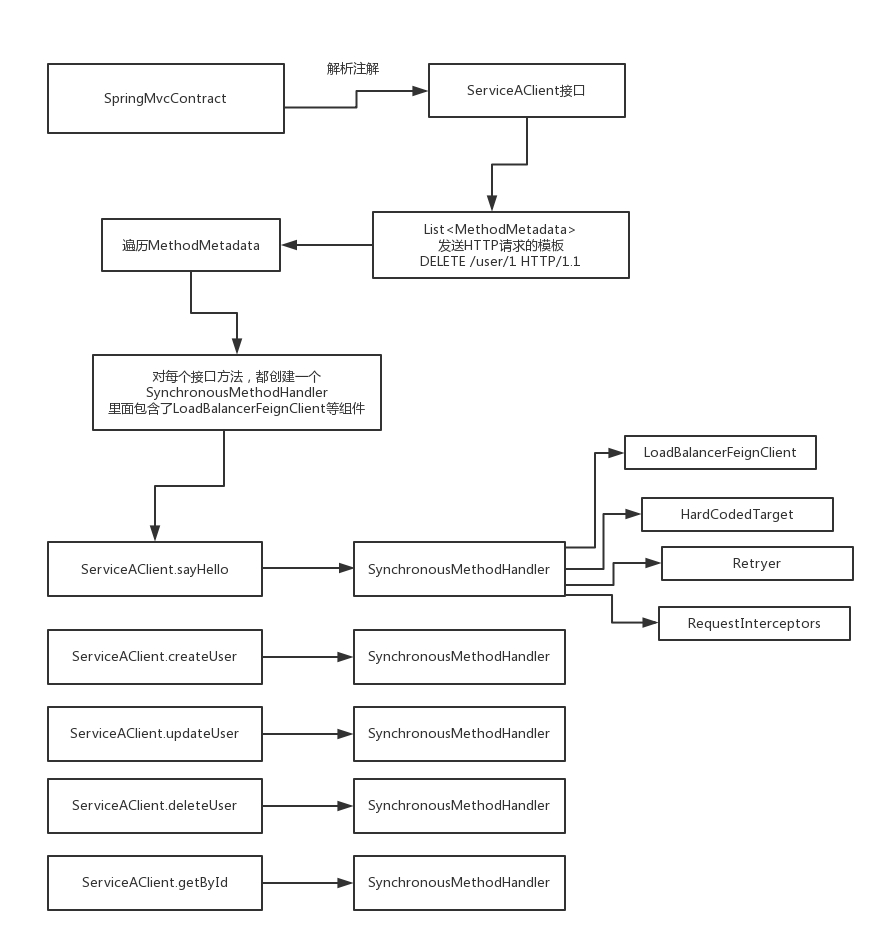 解析注解
SpringMvcContract
ServiceAClient接口
List<MethodMetadata>
发送HTTP请求的模板
DELETE /user/1 HTTP/1.1
遍历MethodMetadata
对每个接口方法，都创建一个
SynchronousMethodHandler
里面包含了LoadBalancerFeignClient等组件
LoadBalancerFeignClient
HardCodedTarget
Retryer
ServiceAClient.sayHello
SynchronousMethodHandler
RequestInterceptors
ServiceAClient.createUser
SynchronousMethodHandler
ServiceAClient.updateUser
SynchronousMethodHandler
ServiceAClient.deleteUser
SynchronousMethodHandler
ServiceAClient.getById
SynchronousMethodHandler